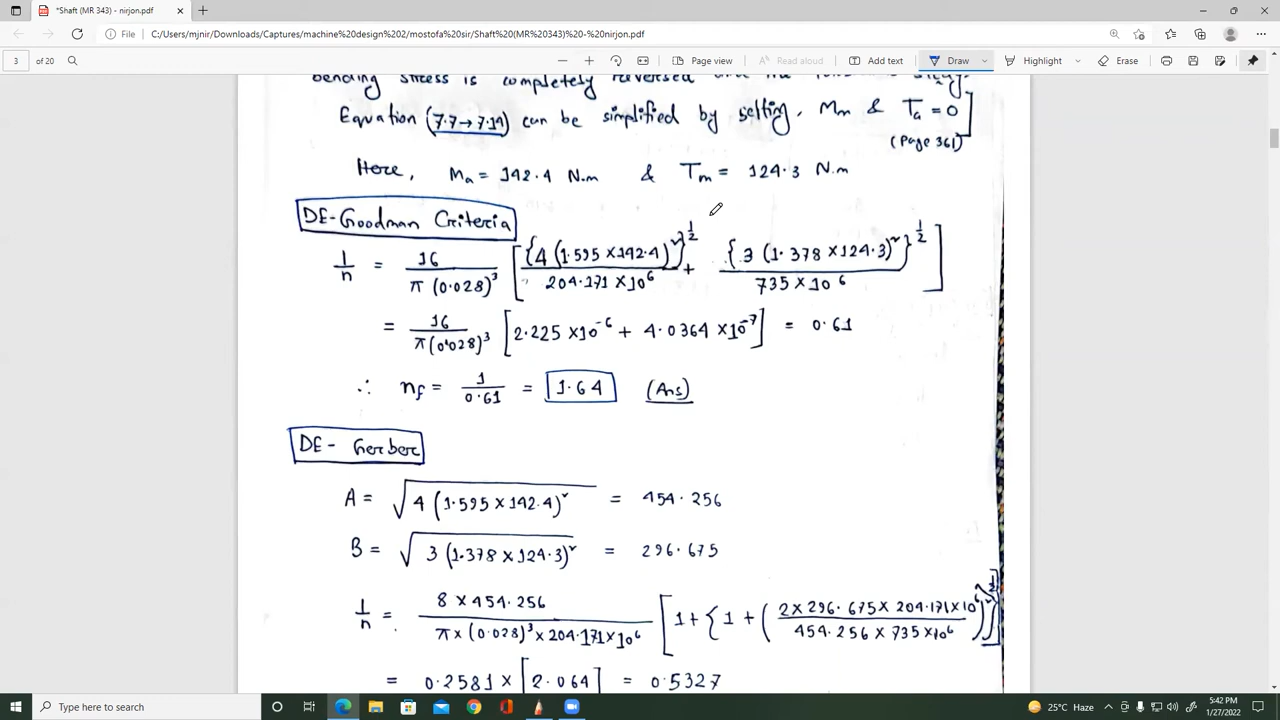 *Shaft (MR 343) - nirjon.pdf
File C:/Users/mjnir/Downloads/Captures/machine%20design%202/mostofa%20sir/Shaft%20(MR%20343)%20-%20nirjon.pdf
3 of 20 Page view Read aloud Add text Draw Highlight Erase
bending stress is completely reversed and the
Equation (7.7→7.14) can be simplified by setting, Mm & Ta = 0]
(Page 361)
Here, Ma = 142.4 N.m & Tm = 124.3 N.m
DE-Goodman Criteria
1/n = 16/π(0.028)³ [{4(1.595×142.4)²}^1/2 / 204.171×10⁶ + {3(1.378×124.3)²}^1/2 / 735×10⁶]
= 16/π(0.028)³ [2.225×10⁻⁶ + 4.0364×10⁻⁷] = 0.61
∴ nf = 1/0.61 = 1.64 (Ans)
DE - Gerber
A = √4(1.595×142.4)² = 454.256
B = √3(1.378×124.3)² = 296.675
1/n = 8×454.256 / π×(0.028)³×204.171×10⁶ [1+{1+(2×296.675×204.171×10⁶ / 454.256×735×10⁶)²}^1/2]
= 0.2581×[2.064] = 0.5327
Type here to search
25°C Haze
5:42 PM
1/27/2022